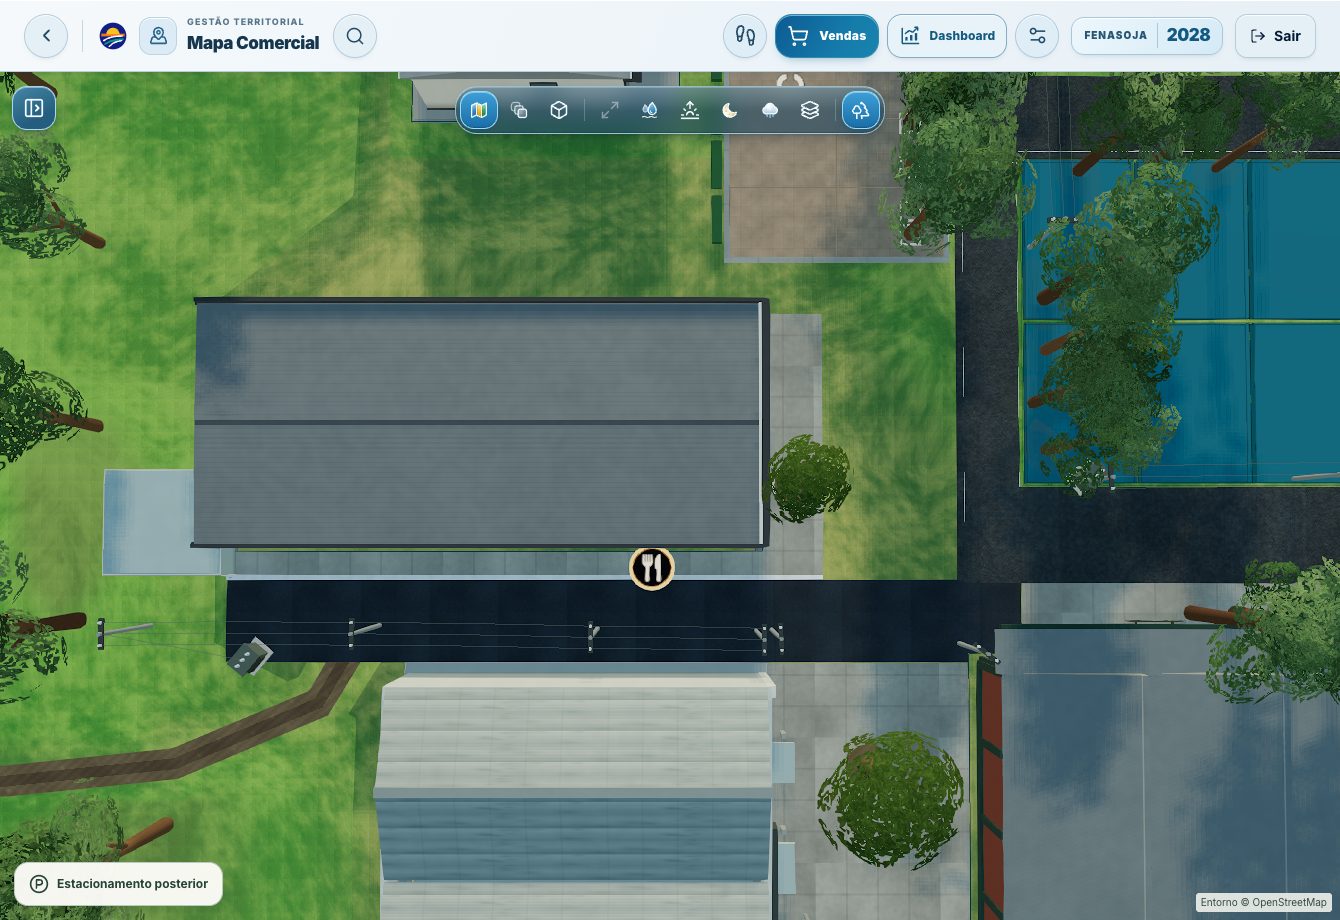 GESTÃO TERRITORIAL
Mapa Comercial
Vendas
Dashboard
FENASOJA 2028
Sair
P Estacionamento posterior
Entorno © OpenStreetMap